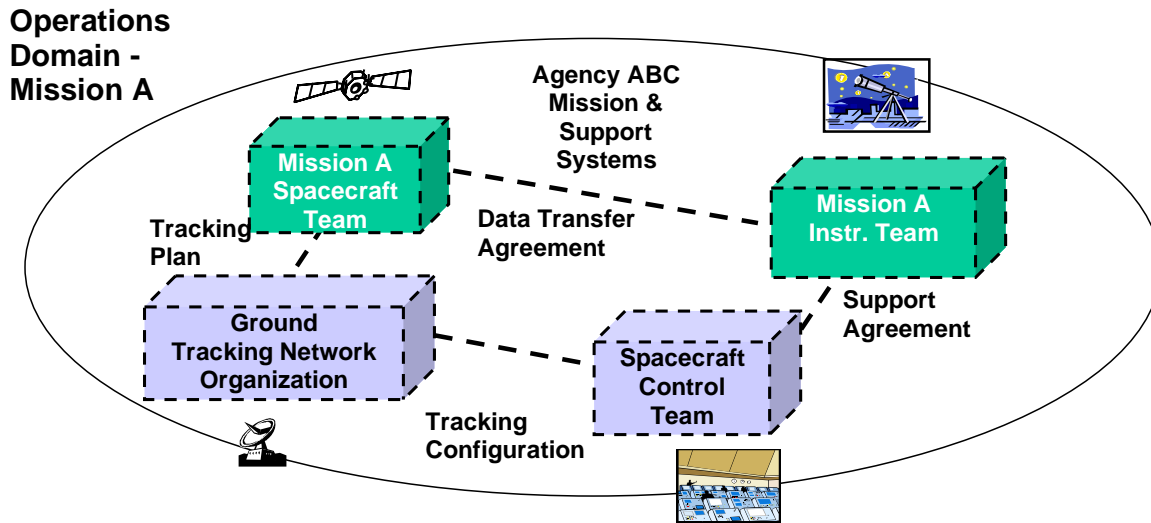 Operations
Domain -
Mission A
Agency ABC
Mission &
Support
Systems
Mission A
Spacecraft
Team
Mission A
Instr. Team
Tracking
Plan
Data Transfer
Agreement
Support
Agreement
Ground
Tracking Network
Organization
Spacecraft
Control
Team
Tracking
Configuration